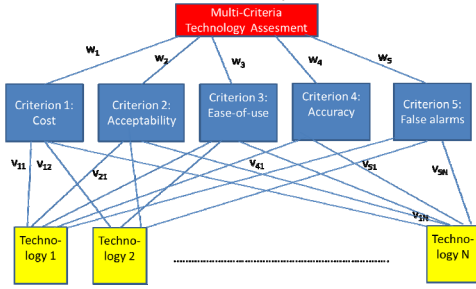 Multi-Criteria
Technology Assesment
w1
w2
w3
w4
w5
Criterion 1:
Cost
Criterion 2:
Acceptability
Criterion 3:
Ease-of-use
Criterion 4:
Accuracy
Criterion 5:
False alarms
v11
v12
v21
v41
v51
v5N
v1N
Techno-
logy 1
Techno-
logy 2
Techno-
logy N